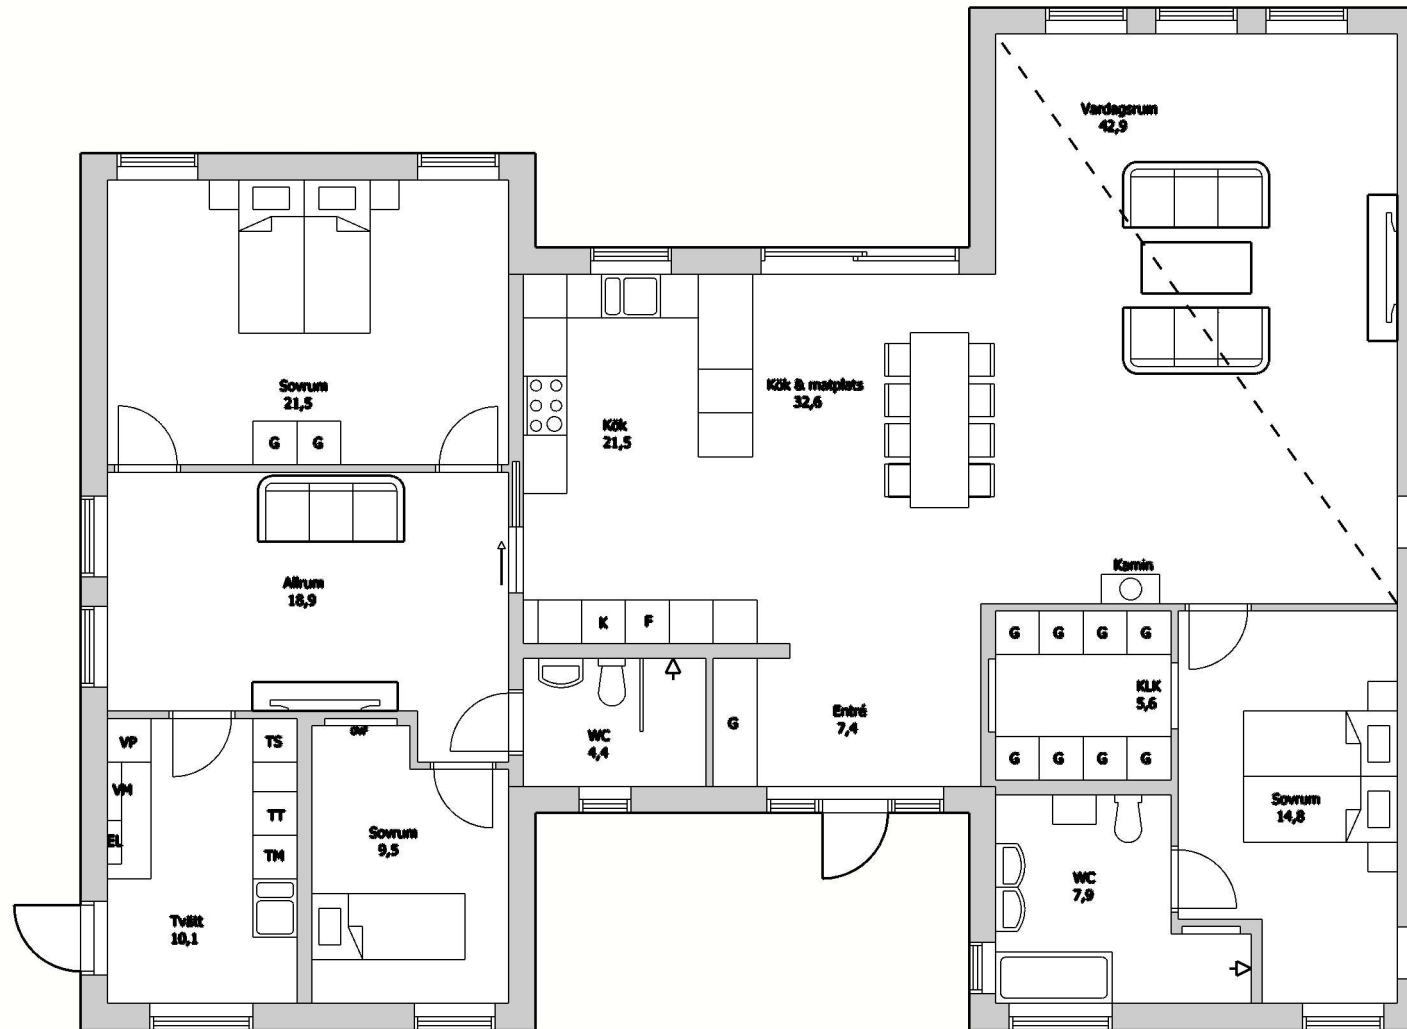 Vardagsrum
42,9
Sovrum
21,5
G G
Kök & matplats
32,6
Kök
21,5
Allrum
18,9
Kamin
K F
G G G G
KLK
5,6
G G G G
Entré
7,4
G
WC
4,4
VP
VM
EL
TS
TT
TM
GVF
Sovrum
9,5
Tvätt
10,1
Sovrum
14,8
WC
7,9